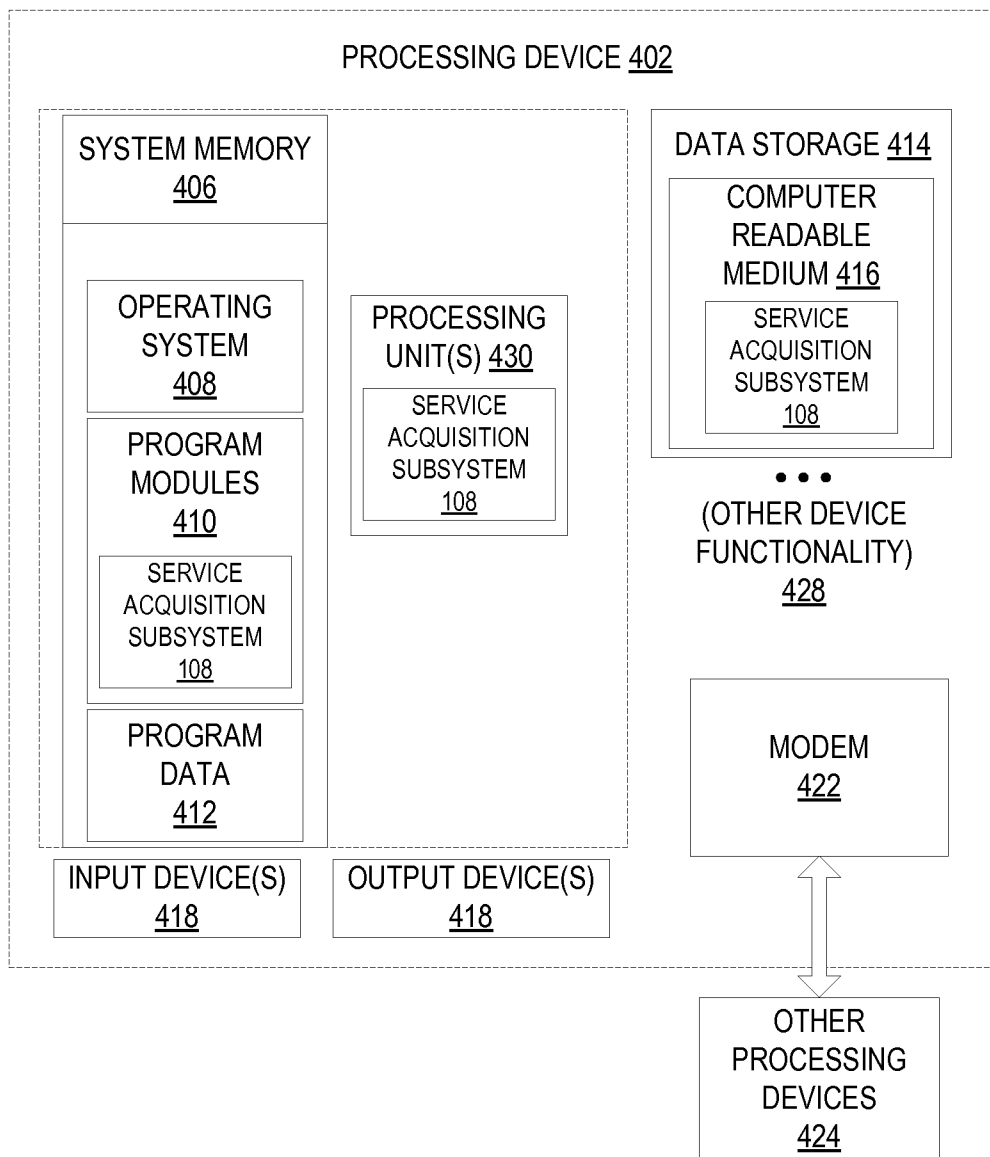 PROCESSING DEVICE 402
SYSTEM MEMORY
406
OPERATING
SYSTEM
408
PROGRAM
MODULES
410
SERVICE
ACQUISITION
SUBSYSTEM
108
PROGRAM
DATA
412
PROCESSING
UNIT(S) 430
SERVICE
ACQUISITION
SUBSYSTEM
108
DATA STORAGE 414
COMPUTER
READABLE
MEDIUM 416
SERVICE
ACQUISITION
SUBSYSTEM
108
(OTHER DEVICE
FUNCTIONALITY)
428
MODEM
422
INPUT DEVICE(S)
418
OUTPUT DEVICE(S)
418
OTHER
PROCESSING
DEVICES
424